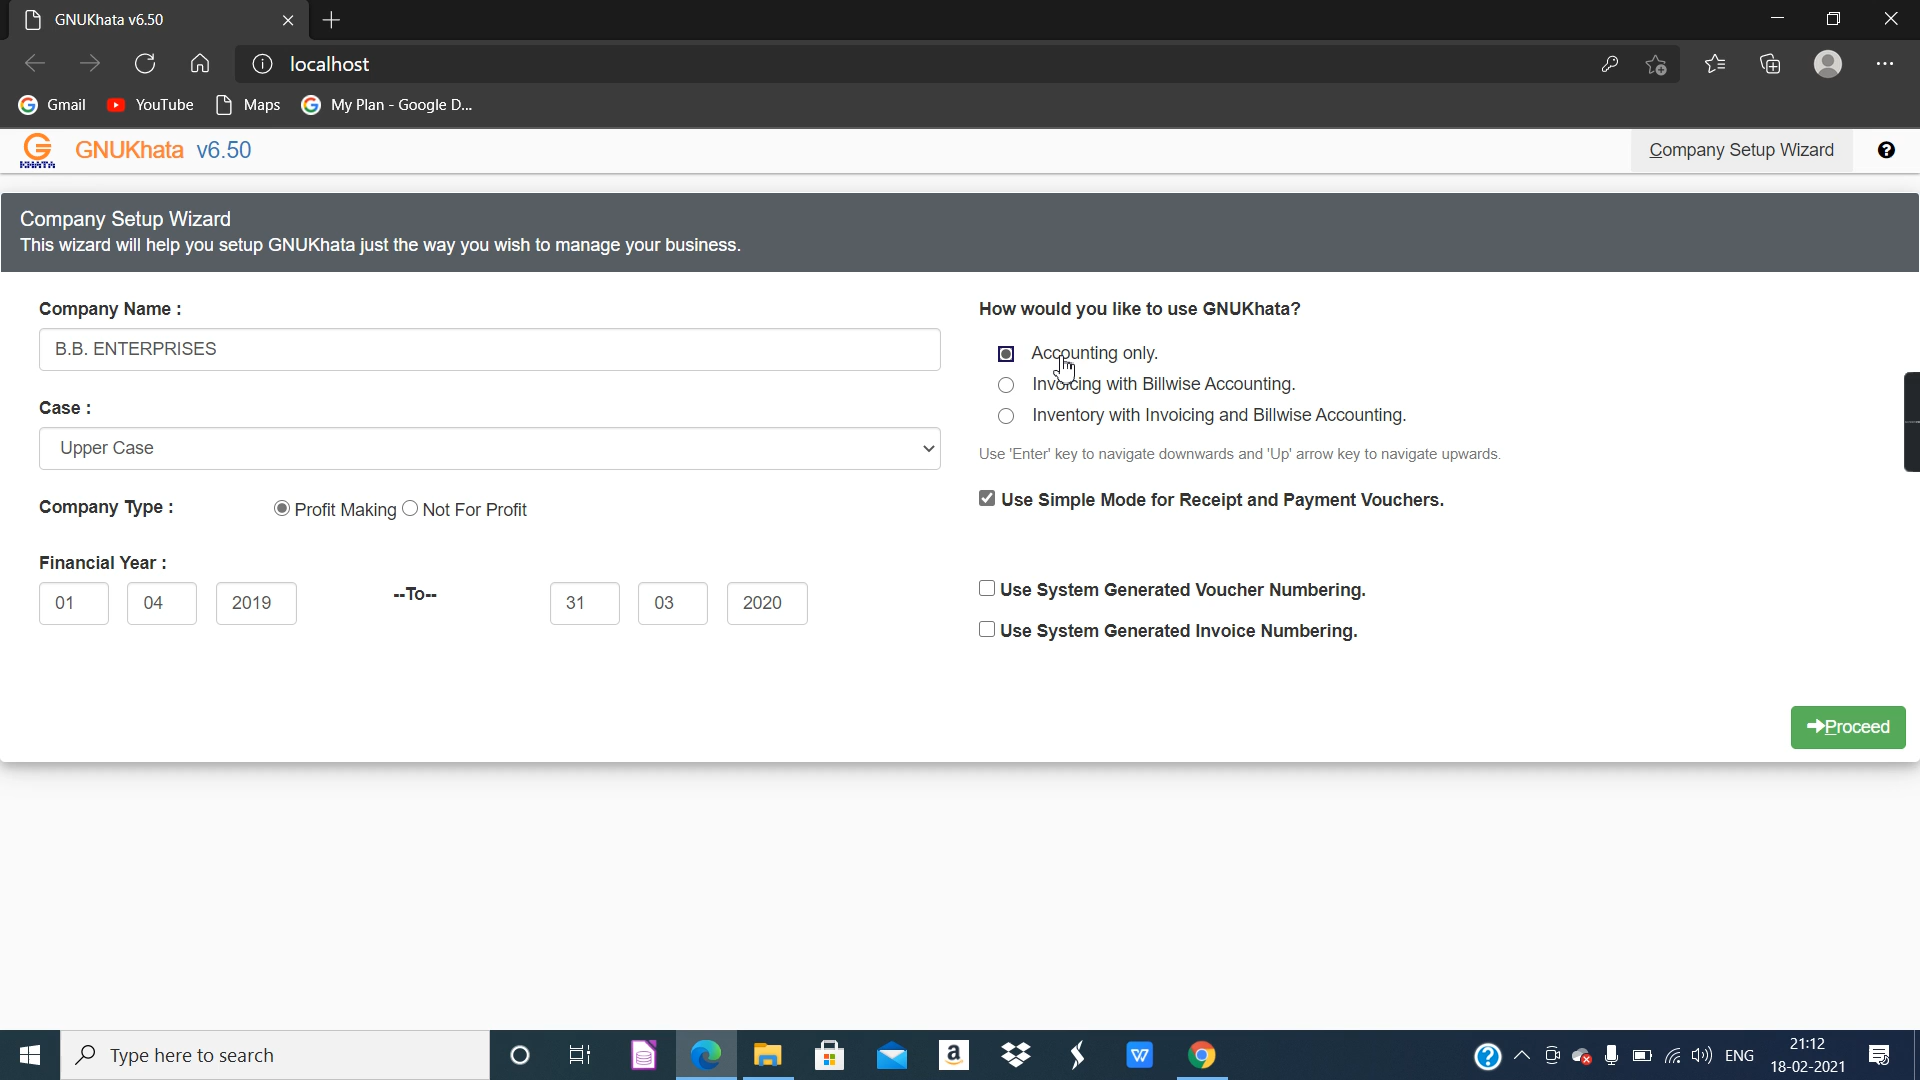 GNUKhata v6.50
localhost
Gmail YouTube Maps My Plan - Google D...
KHATA GNUKhata v6.50 Company Setup Wizard
Company Setup Wizard
This wizard will help you setup GNUKhata just the way you wish to manage your business.
Company Name :
B.B. ENTERPRISES
Case :
Upper Case
Company Type : Profit Making Not For Profit
Financial Year :
01 04 2019 --To-- 31 03 2020
How would you like to use GNUKhata?
Accounting only.
Invoicing with Billwise Accounting.
Inventory with Invoicing and Billwise Accounting.
Use 'Enter' key to navigate downwards and 'Up' arrow key to navigate upwards.
Use Simple Mode for Receipt and Payment Vouchers.
Use System Generated Voucher Numbering.
Use System Generated Invoice Numbering.
Proceed
Type here to search
ENG
21:12
18-02-2021